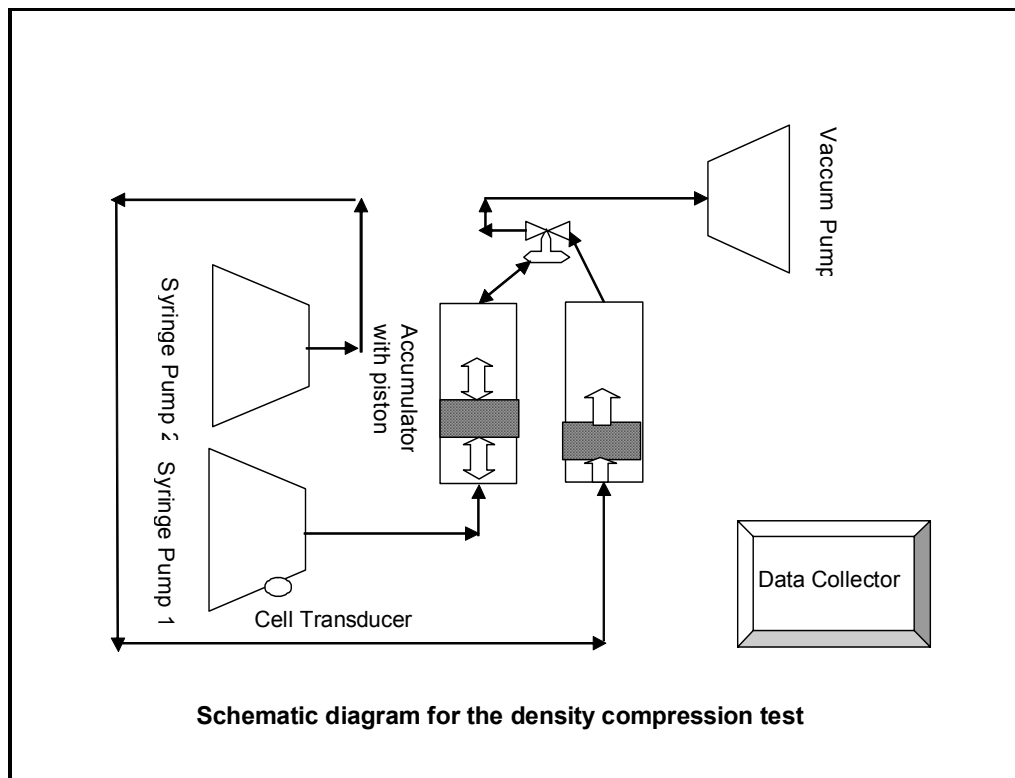 Vaccum Pump
Syringe Pump 2
Accumulator
with piston
Syringe Pump 1
Cell Transducer
Data Collector
Schematic diagram for the density compression test